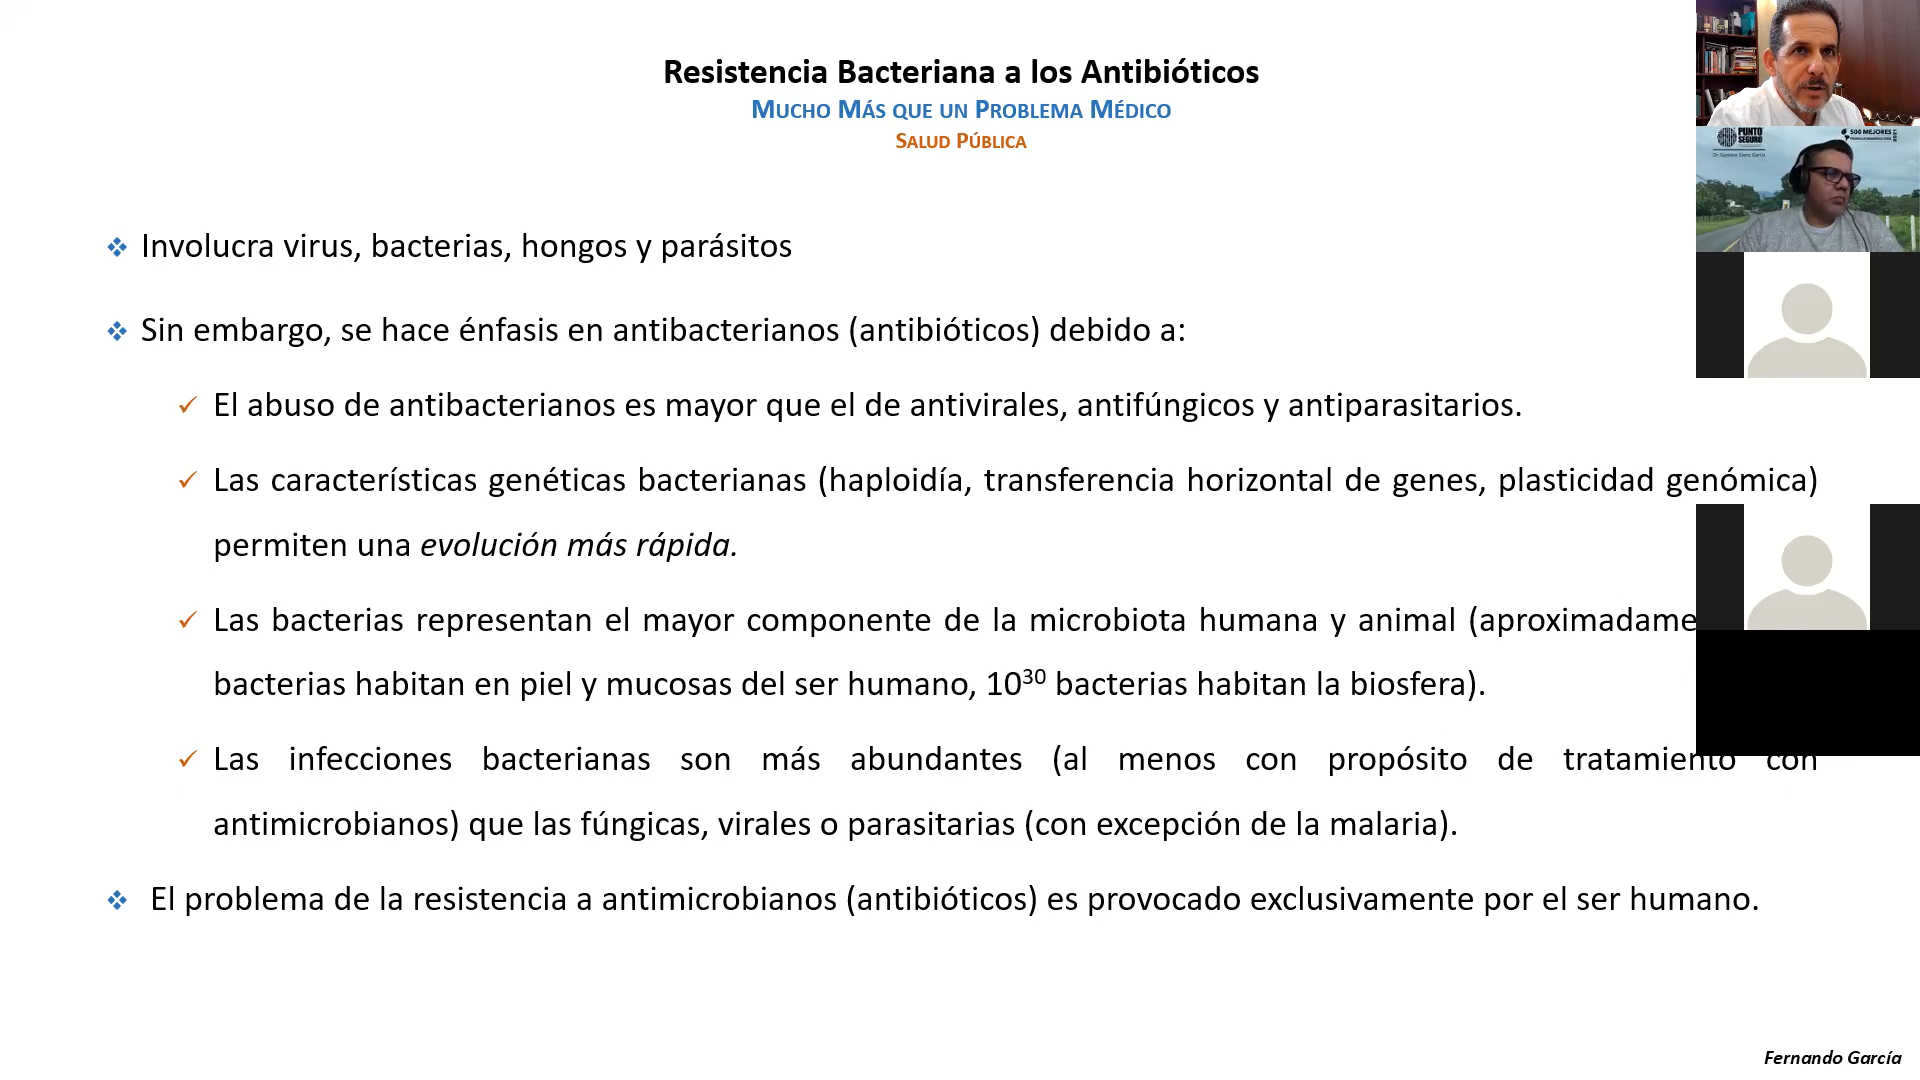 Resistencia Bacteriana a los Antibióticos
Mucho Más que un Problema Médico
Salud Pública
Involucra virus, bacterias, hongos y parásitos
Sin embargo, se hace énfasis en antibacterianos (antibióticos) debido a:
El abuso de antibacterianos es mayor que el de antivirales, antifúngicos y antiparasitarios.
Las características genéticas bacterianas (haploidía, transferencia horizontal de genes, plasticidad genómica)
permiten una evolución más rápida.
Las bacterias representan el mayor componente de la microbiota humana y animal (aproximadame
bacterias habitan en piel y mucosas del ser humano, 10³⁰ bacterias habitan la biosfera).
Las infecciones bacterianas son más abundantes (al menos con propósito de tratamiento con
antimicrobianos) que las fúngicas, virales o parasitarias (con excepción de la malaria).
El problema de la resistencia a antimicrobianos (antibióticos) es provocado exclusivamente por el ser humano.
Fernando García
PUNTO
SEGURO
Dr. Gustavo Sáenz García
500 MEJORES
2021